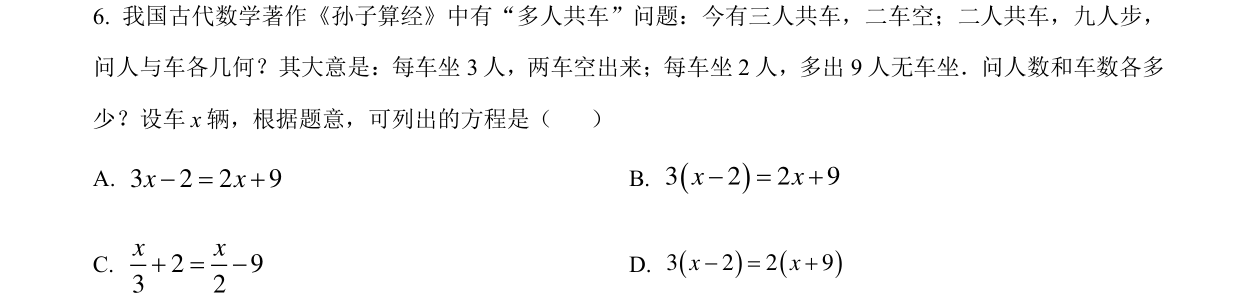 6. 我国古代数学著作《孙子算经》中有“多人共车”问题：今有三人共车，二车空；二人共车，九人步，
问人与车各几何？其大意是：每车坐 3 人，两车空出来；每车坐 2 人，多出 9 人无车坐．问人数和车数各多
少？设车 x 辆，根据题意，可列出的方程是（　　）
A. 3x−2=2x+9 B. 3(x−2)=2x+9
C. x/3+2=x/2−9 D. 3(x−2)=2(x+9)